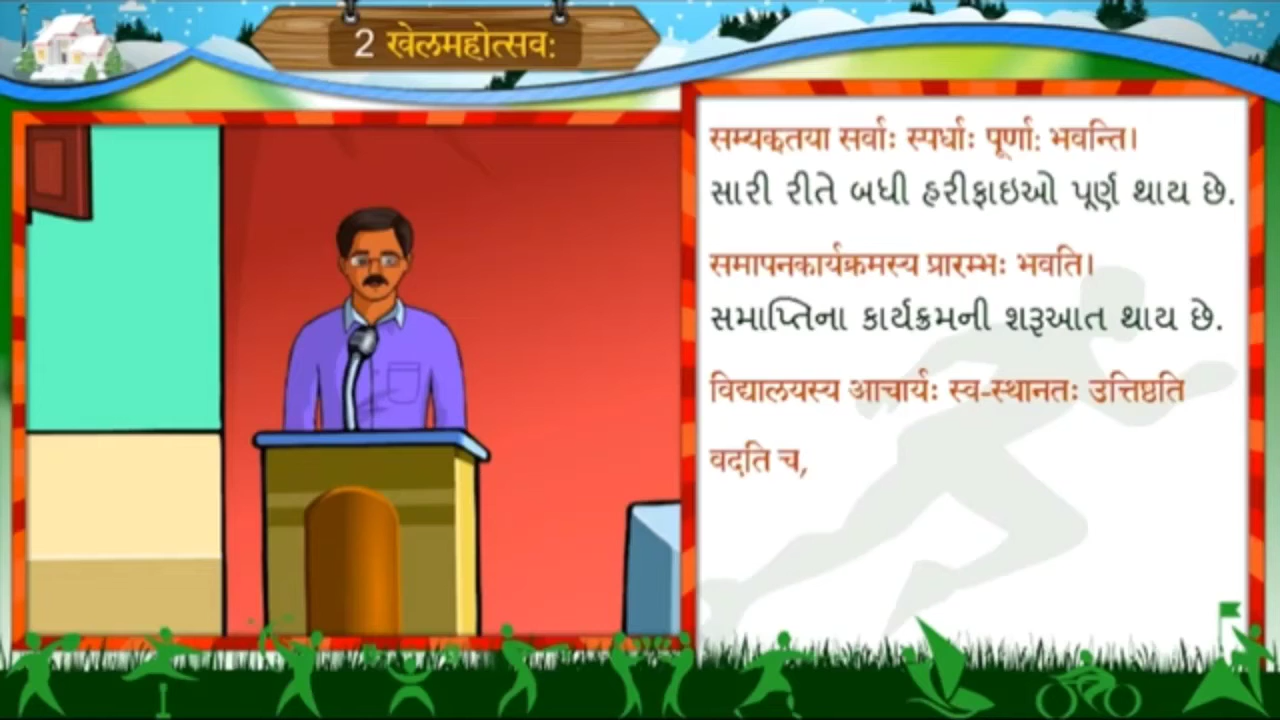 2 खेलमहोत्सवः
सम्यक्तया सर्वाः स्पर्धाः पूर्णाः भवन्ति।
સારી રીતે બધી હરીફાઇઓ પૂર્ણ થાય છે.
समापनकार्यक्रमस्य प्रारम्भः भवति।
સમાપ્તિના કાર્યક્રમની શરૂઆત થાય છે.
विद्यालयस्य आचार्यः स्व-स्थानतः उत्तिष्ठति
वदति च,